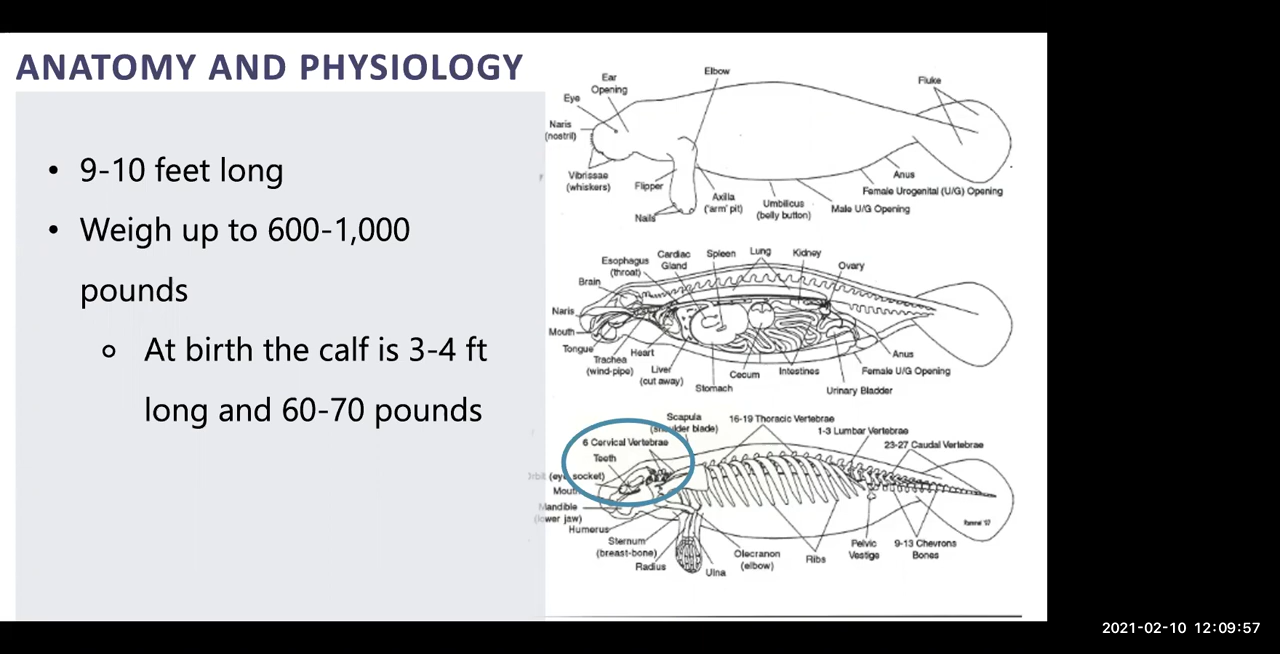 ANATOMY AND PHYSIOLOGY
• 9-10 feet long
• Weigh up to 600-1,000
pounds
o At birth the calf is 3-4 ft
long and 60-70 pounds
Elbow
Ear
Opening
Eye
Fluke
Naris
(nostril)
Vibrissae
(whiskers)
Flipper
Nails
Axilla
('arm' pit)
Umbilicus
(belly button)
Male U/G Opening
Anus
Female Urogenital (U/G) Opening
Esophagus
(throat)
Cardiac
Gland
Spleen
Lung
Kidney
Ovary
Brain
Naris
Mouth
Tongue
Trachea
(wind-pipe)
Heart
Liver
(cut away)
Stomach
Cecum
Intestines
Urinary Bladder
Anus
Female U/G Opening
Scapula
(shoulder blade)
16-19 Thoracic Vertebrae
1-3 Lumbar Vertebrae
23-27 Caudal Vertebrae
6 Cervical Vertebrae
Teeth
Orbit (eye socket)
Mouth
Mandible
(lower jaw)
Humerus
Sternum
(breast-bone)
Radius
Ulna
Olecranon
(elbow)
Ribs
Pelvic
Vestige
9-13 Chevrons
Bones
2021-02-10 12:09:57